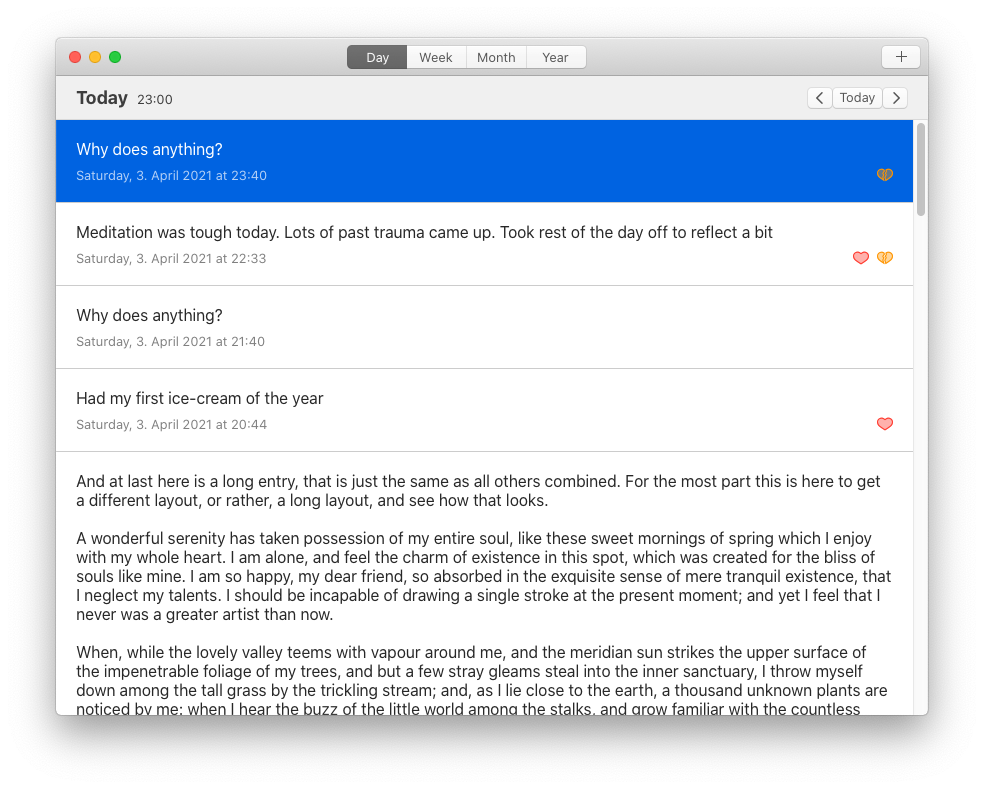 Day Week Month Year
Today 23:00
Today
Why does anything?
Saturday, 3. April 2021 at 23:40
Meditation was tough today. Lots of past trauma came up. Took rest of the day off to reflect a bit
Saturday, 3. April 2021 at 22:33
Why does anything?
Saturday, 3. April 2021 at 21:40
Had my first ice-cream of the year
Saturday, 3. April 2021 at 20:44
And at last here is a long entry, that is just the same as all others combined. For the most part this is here to get
a different layout, or rather, a long layout, and see how that looks.
A wonderful serenity has taken possession of my entire soul, like these sweet mornings of spring which I enjoy
with my whole heart. I am alone, and feel the charm of existence in this spot, which was created for the bliss of
souls like mine. I am so happy, my dear friend, so absorbed in the exquisite sense of mere tranquil existence, that
I neglect my talents. I should be incapable of drawing a single stroke at the present moment; and yet I feel that I
never was a greater artist than now.
When, while the lovely valley teems with vapour around me, and the meridian sun strikes the upper surface of
the impenetrable foliage of my trees, and but a few stray gleams steal into the inner sanctuary, I throw myself
down among the tall grass by the trickling stream; and, as I lie close to the earth, a thousand unknown plants are
noticed by me: when I hear the buzz of the little world among the stalks, and grow familiar with the countless